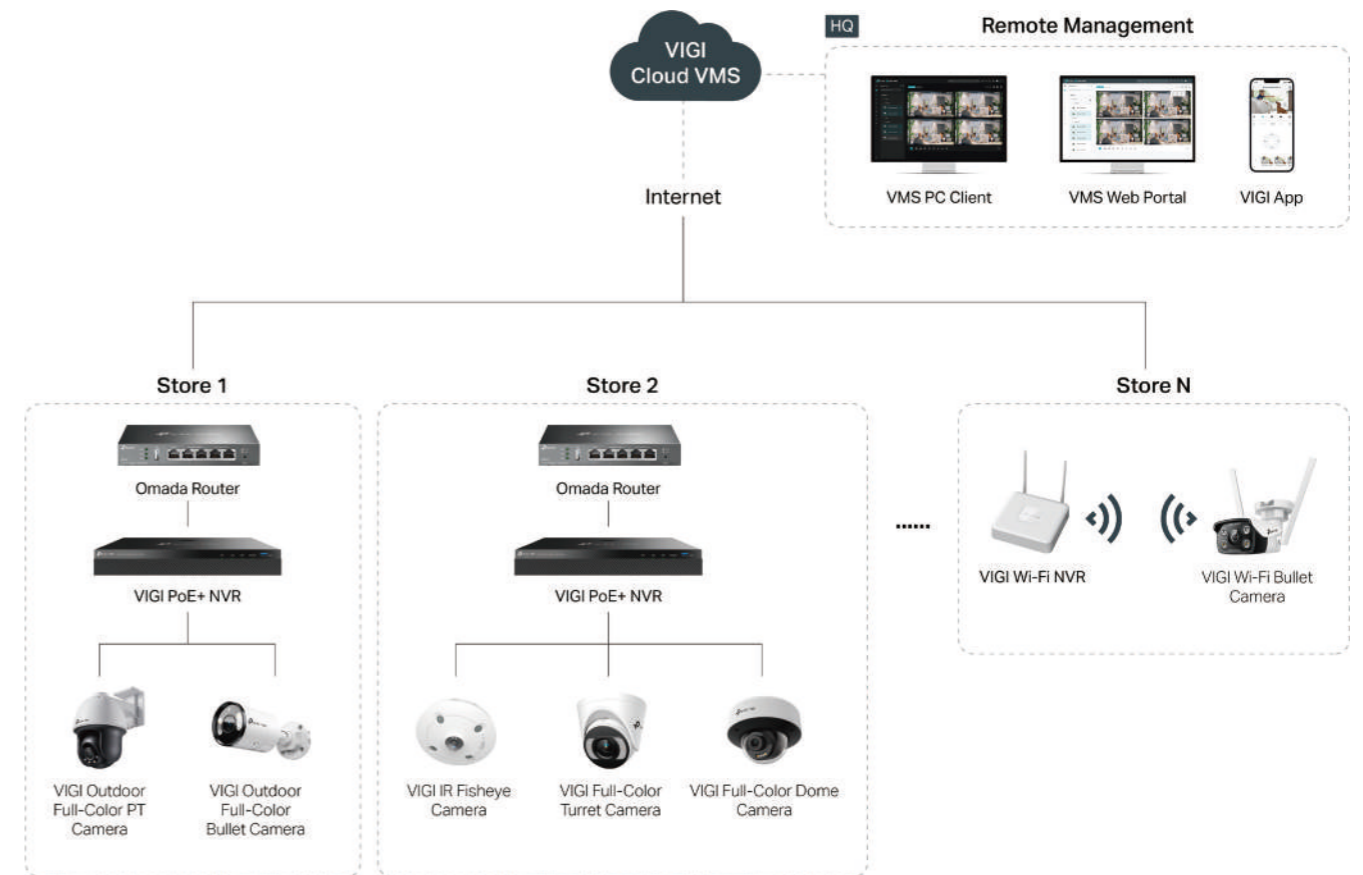 VIGI
Cloud VMS
HQ
Remote Management
VMS PC Client
VMS Web Portal
VIGI App
Internet
Store 1
Store 2
Store N
Omada Router
VIGI PoE+ NVR
VIGI Outdoor
Full-Color PT
Camera
VIGI Outdoor
Full-Color
Bullet Camera
Omada Router
VIGI PoE+ NVR
VIGI IR Fisheye
Camera
VIGI Full-Color
Turret Camera
VIGI Full-Color Dome
Camera
......
VIGI Wi-Fi NVR
VIGI Wi-Fi Bullet
Camera